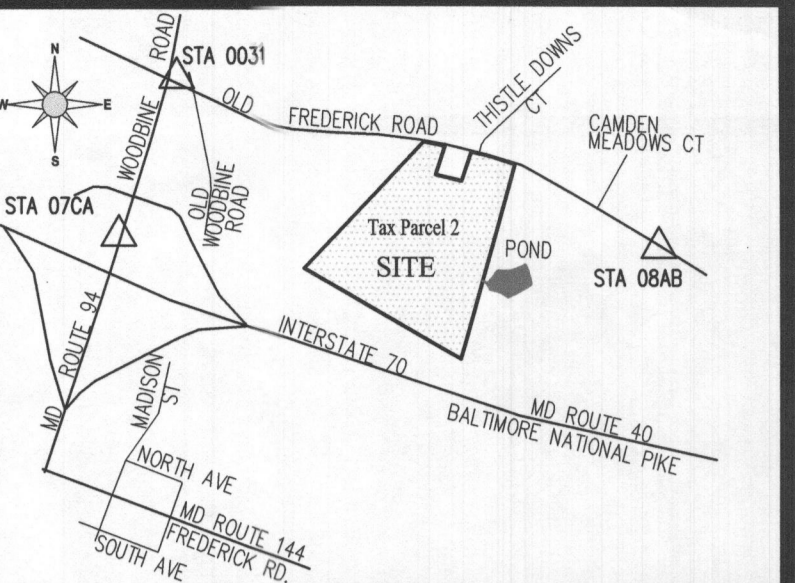 N
W
E
S
STA 0031
WOODBINE ROAD
OLD FREDERICK ROAD
THISTLE DOWNS
CT
CAMDEN
MEADOWS CT
OLD
WOODBINE
ROAD
STA 07CA
Tax Parcel 2
SITE
POND
STA 08AB
MD ROUTE 94
INTERSTATE 70
MD ROUTE 40
BALTIMORE NATIONAL PIKE
MADISON
ST
NORTH AVE
MD ROUTE 144
FREDERICK RD.
SOUTH AVE